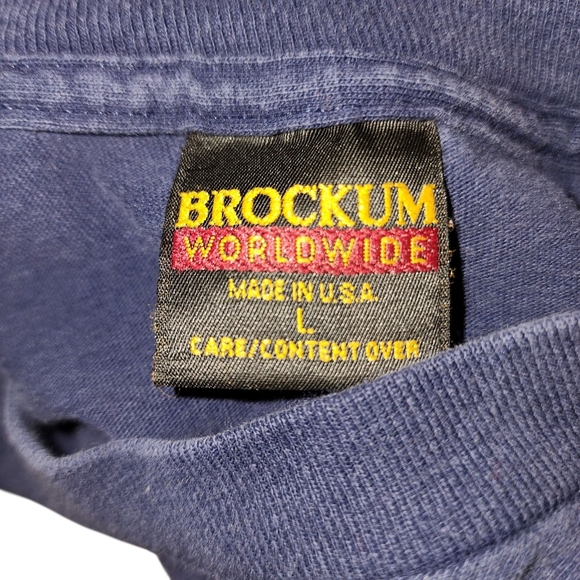 BROCKUM
WORLDWIDE
MADE IN U.S.A.
L.
CARE/CONTENT OVER